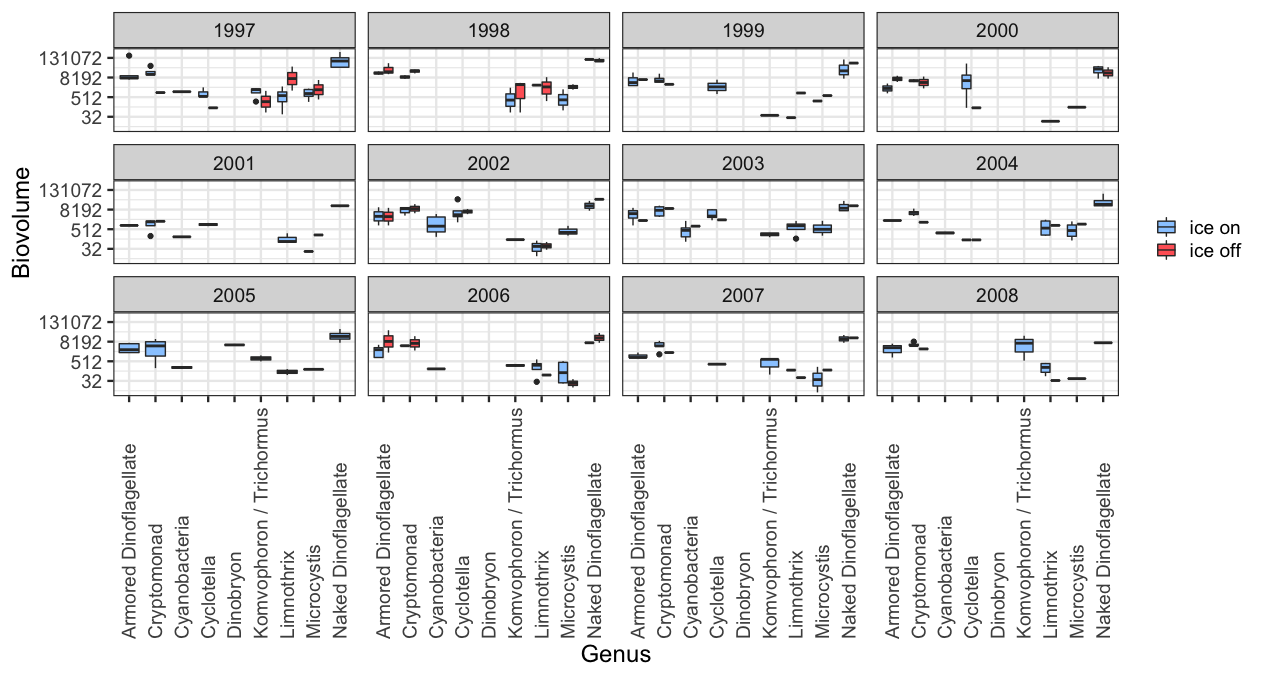 1997 1998 1999 2000
131072
8192
512
32
2001 2002 2003 2004
131072
8192
512
32
2005 2006 2007 2008
131072
8192
512
32
Biovolume
ice on
ice off
Armored Dinoflagellate
Cryptomonad
Cyanobacteria
Cyclotella
Dinobryon
Komvophoron / Trichormus
Limnothrix
Microcystis
Naked Dinoflagellate
Armored Dinoflagellate
Cryptomonad
Cyanobacteria
Cyclotella
Dinobryon
Komvophoron / Trichormus
Limnothrix
Microcystis
Naked Dinoflagellate
Armored Dinoflagellate
Cryptomonad
Cyanobacteria
Cyclotella
Dinobryon
Komvophoron / Trichormus
Limnothrix
Microcystis
Naked Dinoflagellate
Armored Dinoflagellate
Cryptomonad
Cyanobacteria
Cyclotella
Dinobryon
Komvophoron / Trichormus
Limnothrix
Microcystis
Naked Dinoflagellate
Genus